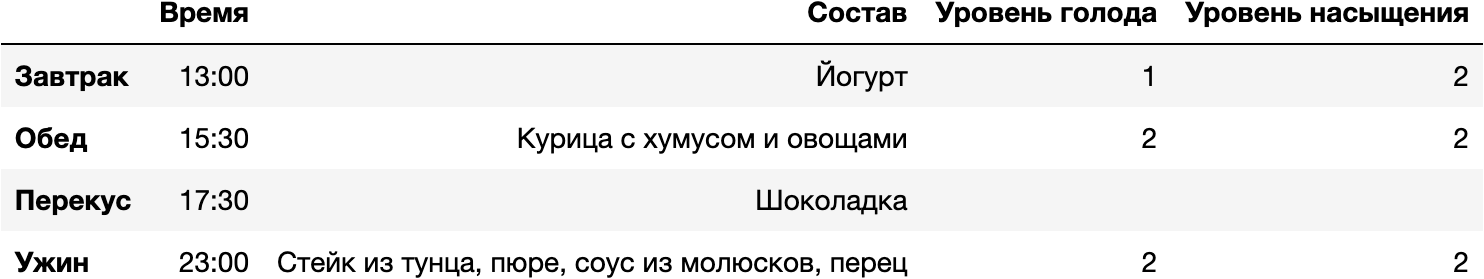 Время Состав Уровень голода Уровень насыщения
Завтрак 13:00 Йогурт 1 2
Обед 15:30 Курица с хумусом и овощами 2 2
Перекус 17:30 Шоколадка
Ужин 23:00 Стейк из тунца, пюре, соус из молюсков, перец 2 2